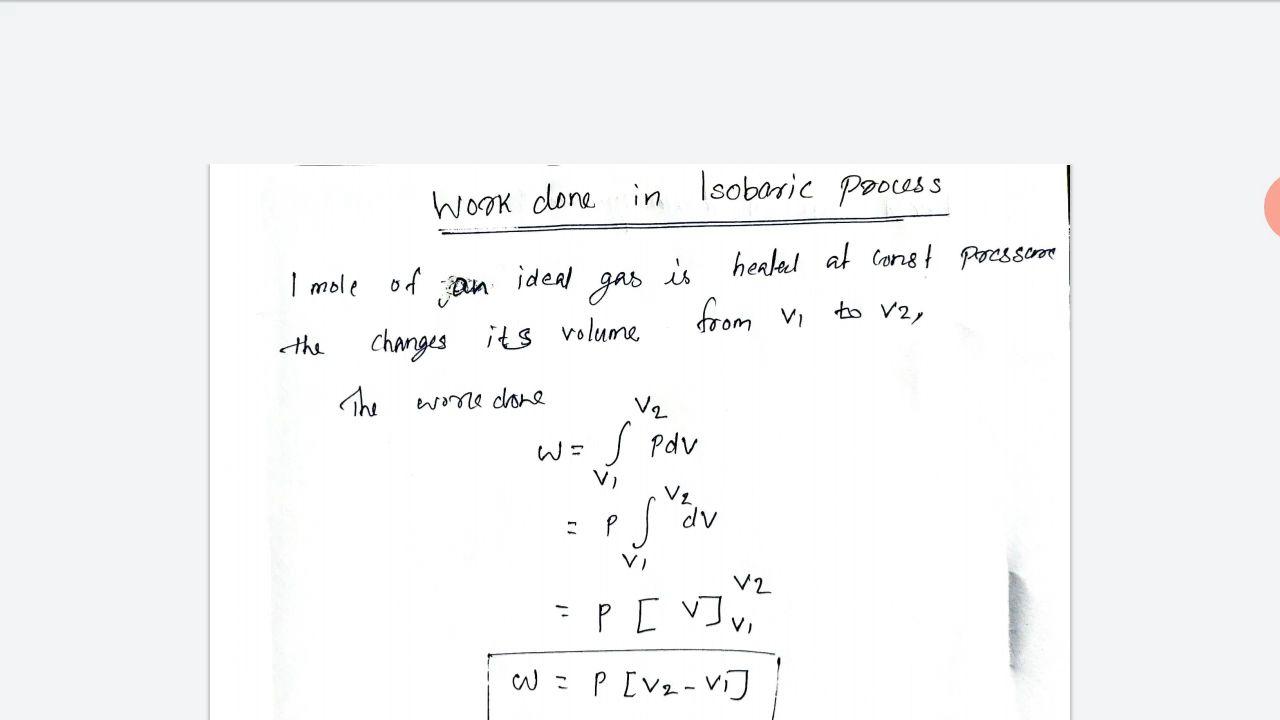 Work done in Isobaric Process
1 mole of an ideal gas is heated at const pressure
the changes its volume from V1 to V2,
The work done
W = ∫_{V1}^{V2} PdV
= P ∫_{V1}^{V2} dV
= P [V]_{V1}^{V2}
W = P [V2 - V1]